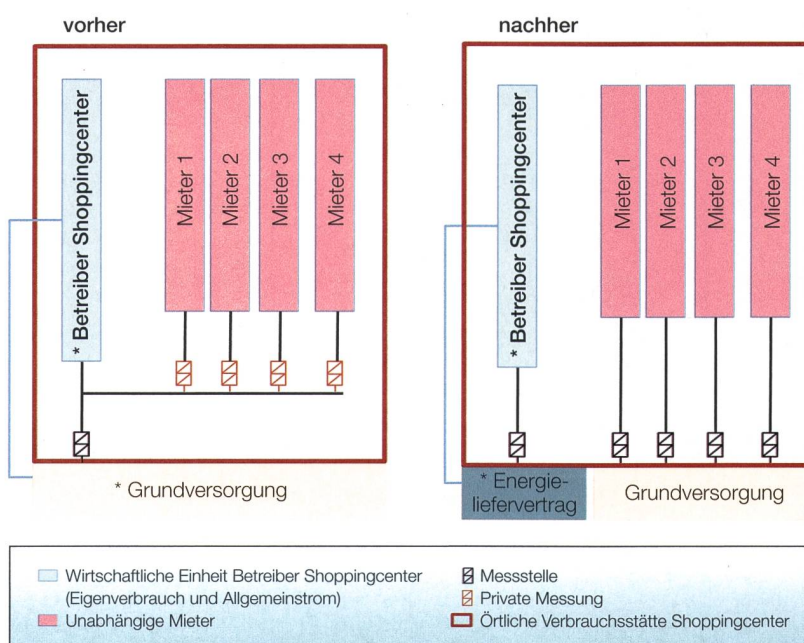 vorher
nachher
* Betreiber Shoppingcenter
Mieter 1
Mieter 2
Mieter 3
Mieter 4
* Betreiber Shoppingcenter
Mieter 1
Mieter 2
Mieter 3
Mieter 4
* Grundversorgung
* Energie-
liefervertrag
Grundversorgung
Wirtschaftliche Einheit Betreiber Shoppingcenter
(Eigenverbrauch und Allgemeinstrom)
Unabhängige Mieter
Messstelle
Private Messung
Örtliche Verbrauchsstätte Shoppingcenter